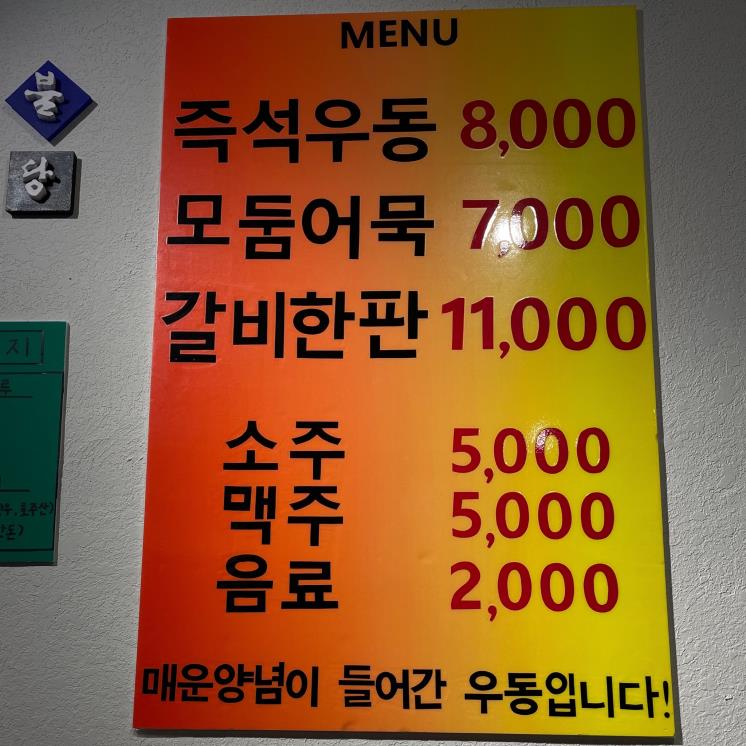 MENU
즉석우동 8,000
모둠어묵 7,000
갈비한판 11,000
소주 5,000
맥주 5,000
음료 2,000
매운양념이 들어간 우동입니다!
불
당
지